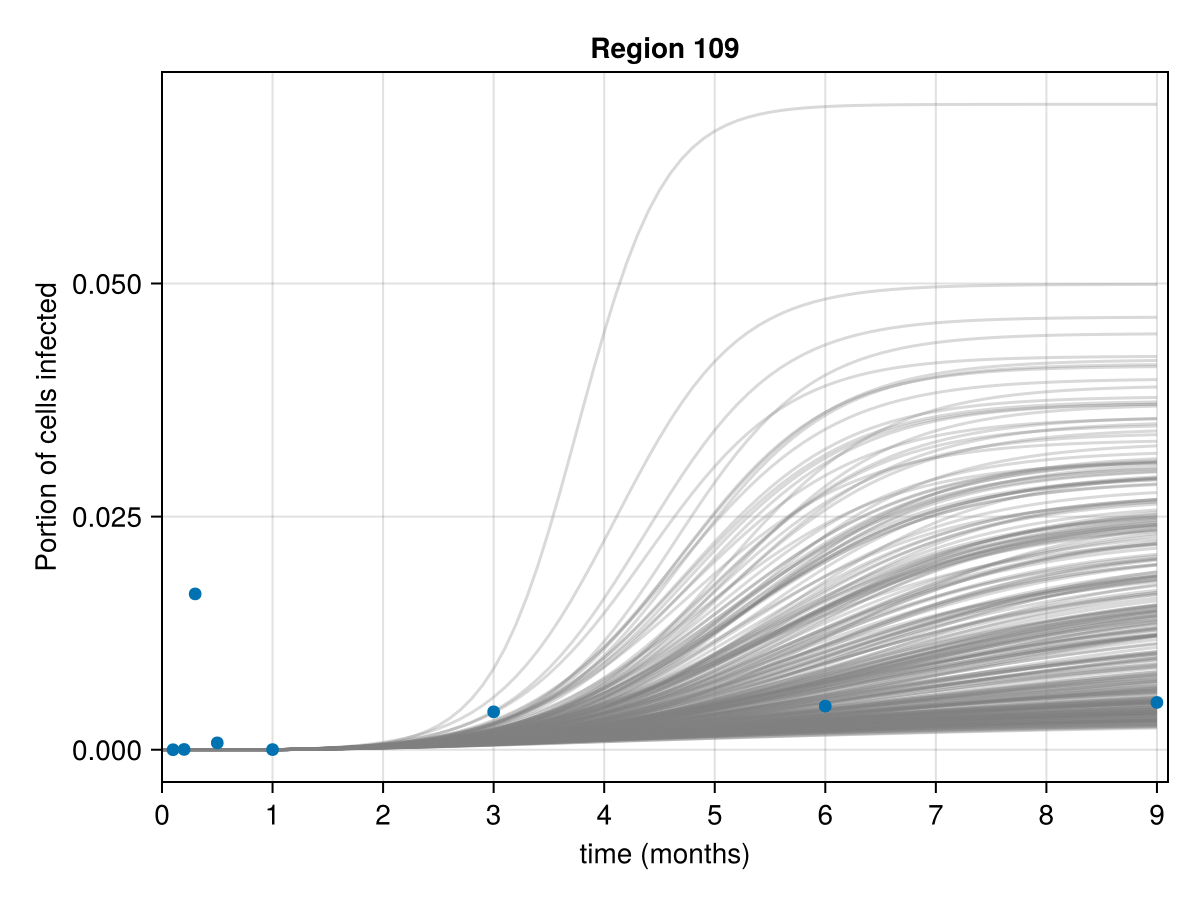 Region 109
Portion of cells infected
0.050
0.025
0.000
0 1 2 3 4 5 6 7 8 9
time (months)